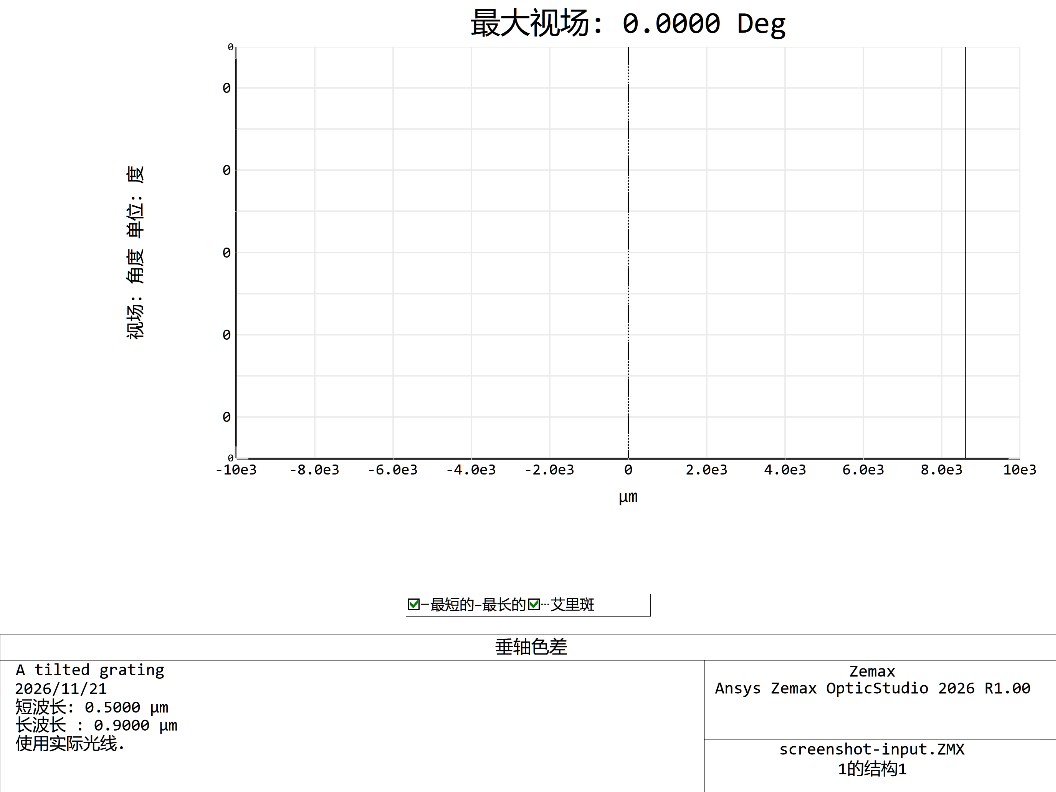 最大视场: 0.0000 Deg
0
0
0
0
0
0
0
视场: 角度 单位: 度
-10e3 -8.0e3 -6.0e3 -4.0e3 -2.0e3 0 2.0e3 4.0e3 6.0e3 8.0e3 10e3
µm
最短的-最长的 艾里斑
垂轴色差
A tilted grating
2026/11/21
短波长: 0.5000 µm
长波长 : 0.9000 µm
使用实际光线.
Zemax
Ansys Zemax OpticStudio 2026 R1.00
screenshot-input.ZMX
1的结构1